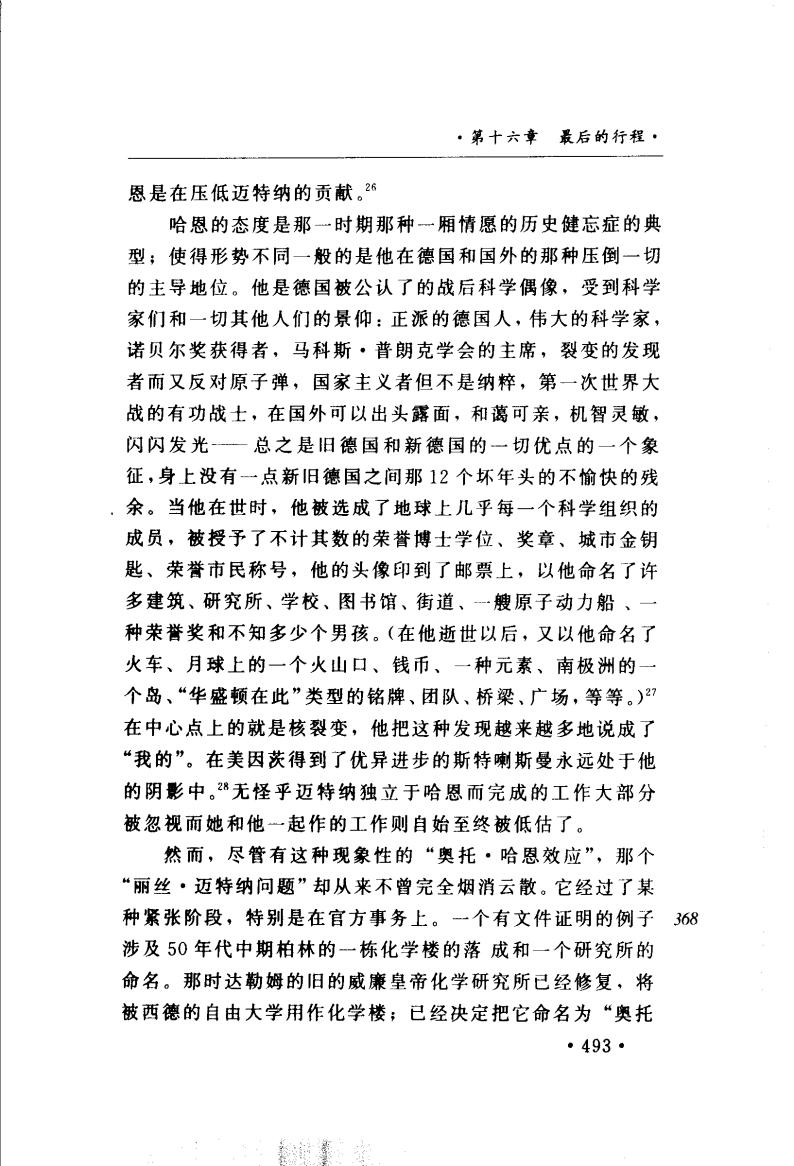 ·第十六章　最后的行程·
恩是在压低迈特纳的贡献。26
哈恩的态度是那一时期那种一厢情愿的历史健忘症的典
型；使得形势不同一般的是他在德国和国外的那种压倒一切
的主导地位。他是德国被公认了的战后科学偶像，受到科学
家们和一切其他人们的景仰：正派的德国人，伟大的科学家，
诺贝尔奖获得者，马科斯·普朗克学会的主席，裂变的发现
者而又反对原子弹，国家主义者但不是纳粹，第一次世界大
战的有功战士，在国外可以出头露面，和蔼可亲，机智灵敏，
闪闪发光——总之是旧德国和新德国的一切优点的一个象
征，身上没有一点新旧德国之间那 12 个坏年头的不愉快的残
余。当他在世时，他被选成了地球上几乎每一个科学组织的
成员，被授予了不计其数的荣誉博士学位、奖章、城市金钥
匙、荣誉市民称号，他的头像印到了邮票上，以他命名了许
多建筑、研究所、学校、图书馆、街道、一艘原子动力船、一
种荣誉奖和不知多少个男孩。（在他逝世以后，又以他命名了
火车、月球上的一个火山口、钱币、一种元素、南极洲的一
个岛、“华盛顿在此”类型的铭牌、团队、桥梁、广场，等等。）27
在中心点上的就是核裂变，他把这种发现越来越多地说成了
“我的”。在美因茨得到了优异进步的斯特喇斯曼永远处于他
的阴影中。28无怪乎迈特纳独立于哈恩而完成的工作大部分
被忽视而她和他一起作的工作则自始至终被低估了。
然而，尽管有这种现象性的“奥托·哈恩效应”，那个
“丽丝·迈特纳问题”却从来不曾完全烟消云散。它经过了某
种紧张阶段，特别是在官方事务上。一个有文件证明的例子 368
涉及 50 年代中期柏林的一栋化学楼的落 成和一个研究所的
命名。那时达勒姆的旧的威廉皇帝化学研究所已经修复，将
被西德的自由大学用作化学楼；已经决定把它命名为“奥托
·493·